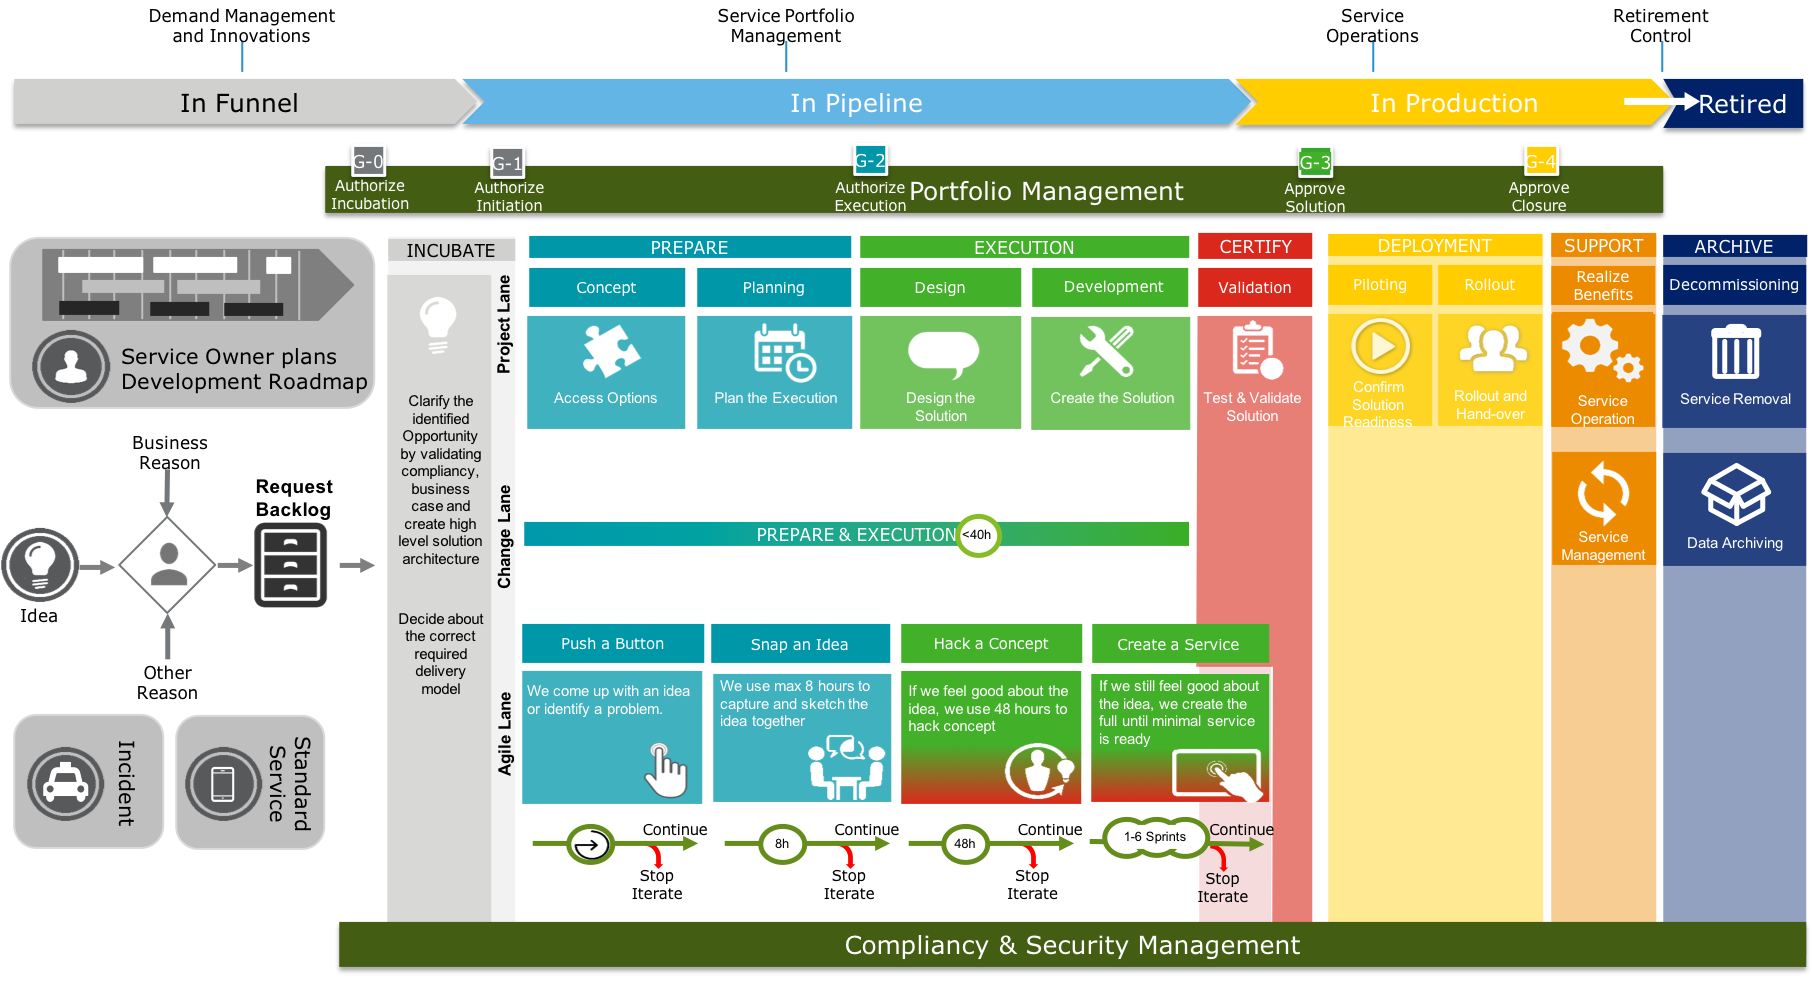 Demand Management
and Innovations
Service Portfolio
Management
Service
Operations
Retirement
Control
In Funnel
In Pipeline
In Production
Retired
G-0
Authorize
Incubation
G-1
Authorize
Initiation
G-2
Authorize
Execution
Portfolio Management
G-3
Approve
Solution
G-4
Approve
Closure
Service Owner plans
Development Roadmap
Business
Reason
Request
Backlog
Idea
Other
Reason
Incident
Standard
Service
INCUBATE
Clarify the
identified
Opportunity
by validating
compliancy,
business
case and
create high
level solution
architecture
Decide about
the correct
required
delivery
model
Project Lane
PREPARE
EXECUTION
CERTIFY
DEPLOYMENT
SUPPORT
ARCHIVE
Concept
Planning
Design
Development
Validation
Piloting
Rollout
Realize
Benefits
Decommissioning
Access Options
Plan the Execution
Design the
Solution
Create the Solution
Test & Validate
Solution
Confirm
Solution
Readiness
Rollout and
Hand-over
Service
Operation
Service Removal
Change Lane
PREPARE & EXECUTION
<40h
Service
Management
Data Archiving
Agile Lane
Push a Button
Snap an Idea
Hack a Concept
Create a Service
We come up with an idea
or identify a problem.
We use max 8 hours to
capture and sketch the
idea together
If we feel good about the
idea, we use 48 hours to
hack concept
If we still feel good about
the idea, we create the
full until minimal service
is ready
Continue
Stop
Iterate
8h
Continue
Stop
Iterate
48h
Continue
Stop
Iterate
1-6 Sprints
Continue
Stop
Iterate
Compliancy & Security Management